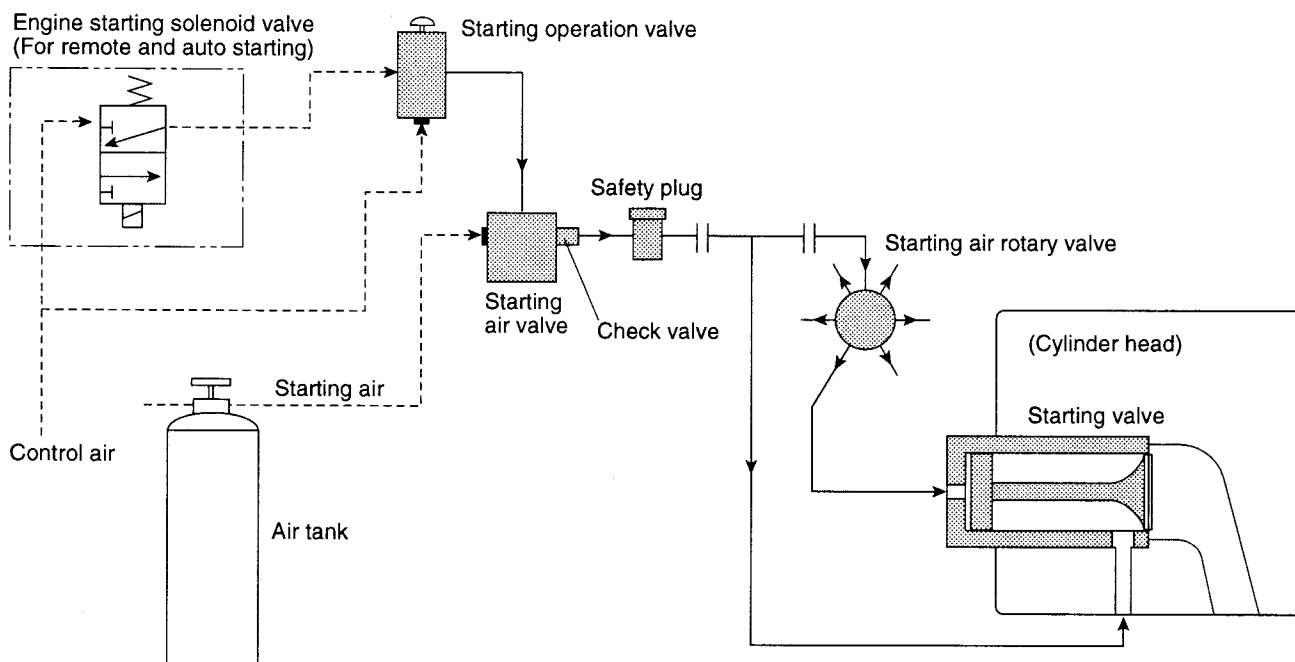 Engine starting solenoid valve
(For remote and auto starting)
Starting operation valve
Safety plug
Starting air rotary valve
Starting
air valve
Check valve
(Cylinder head)
Starting air
Starting valve
Control air
Air tank